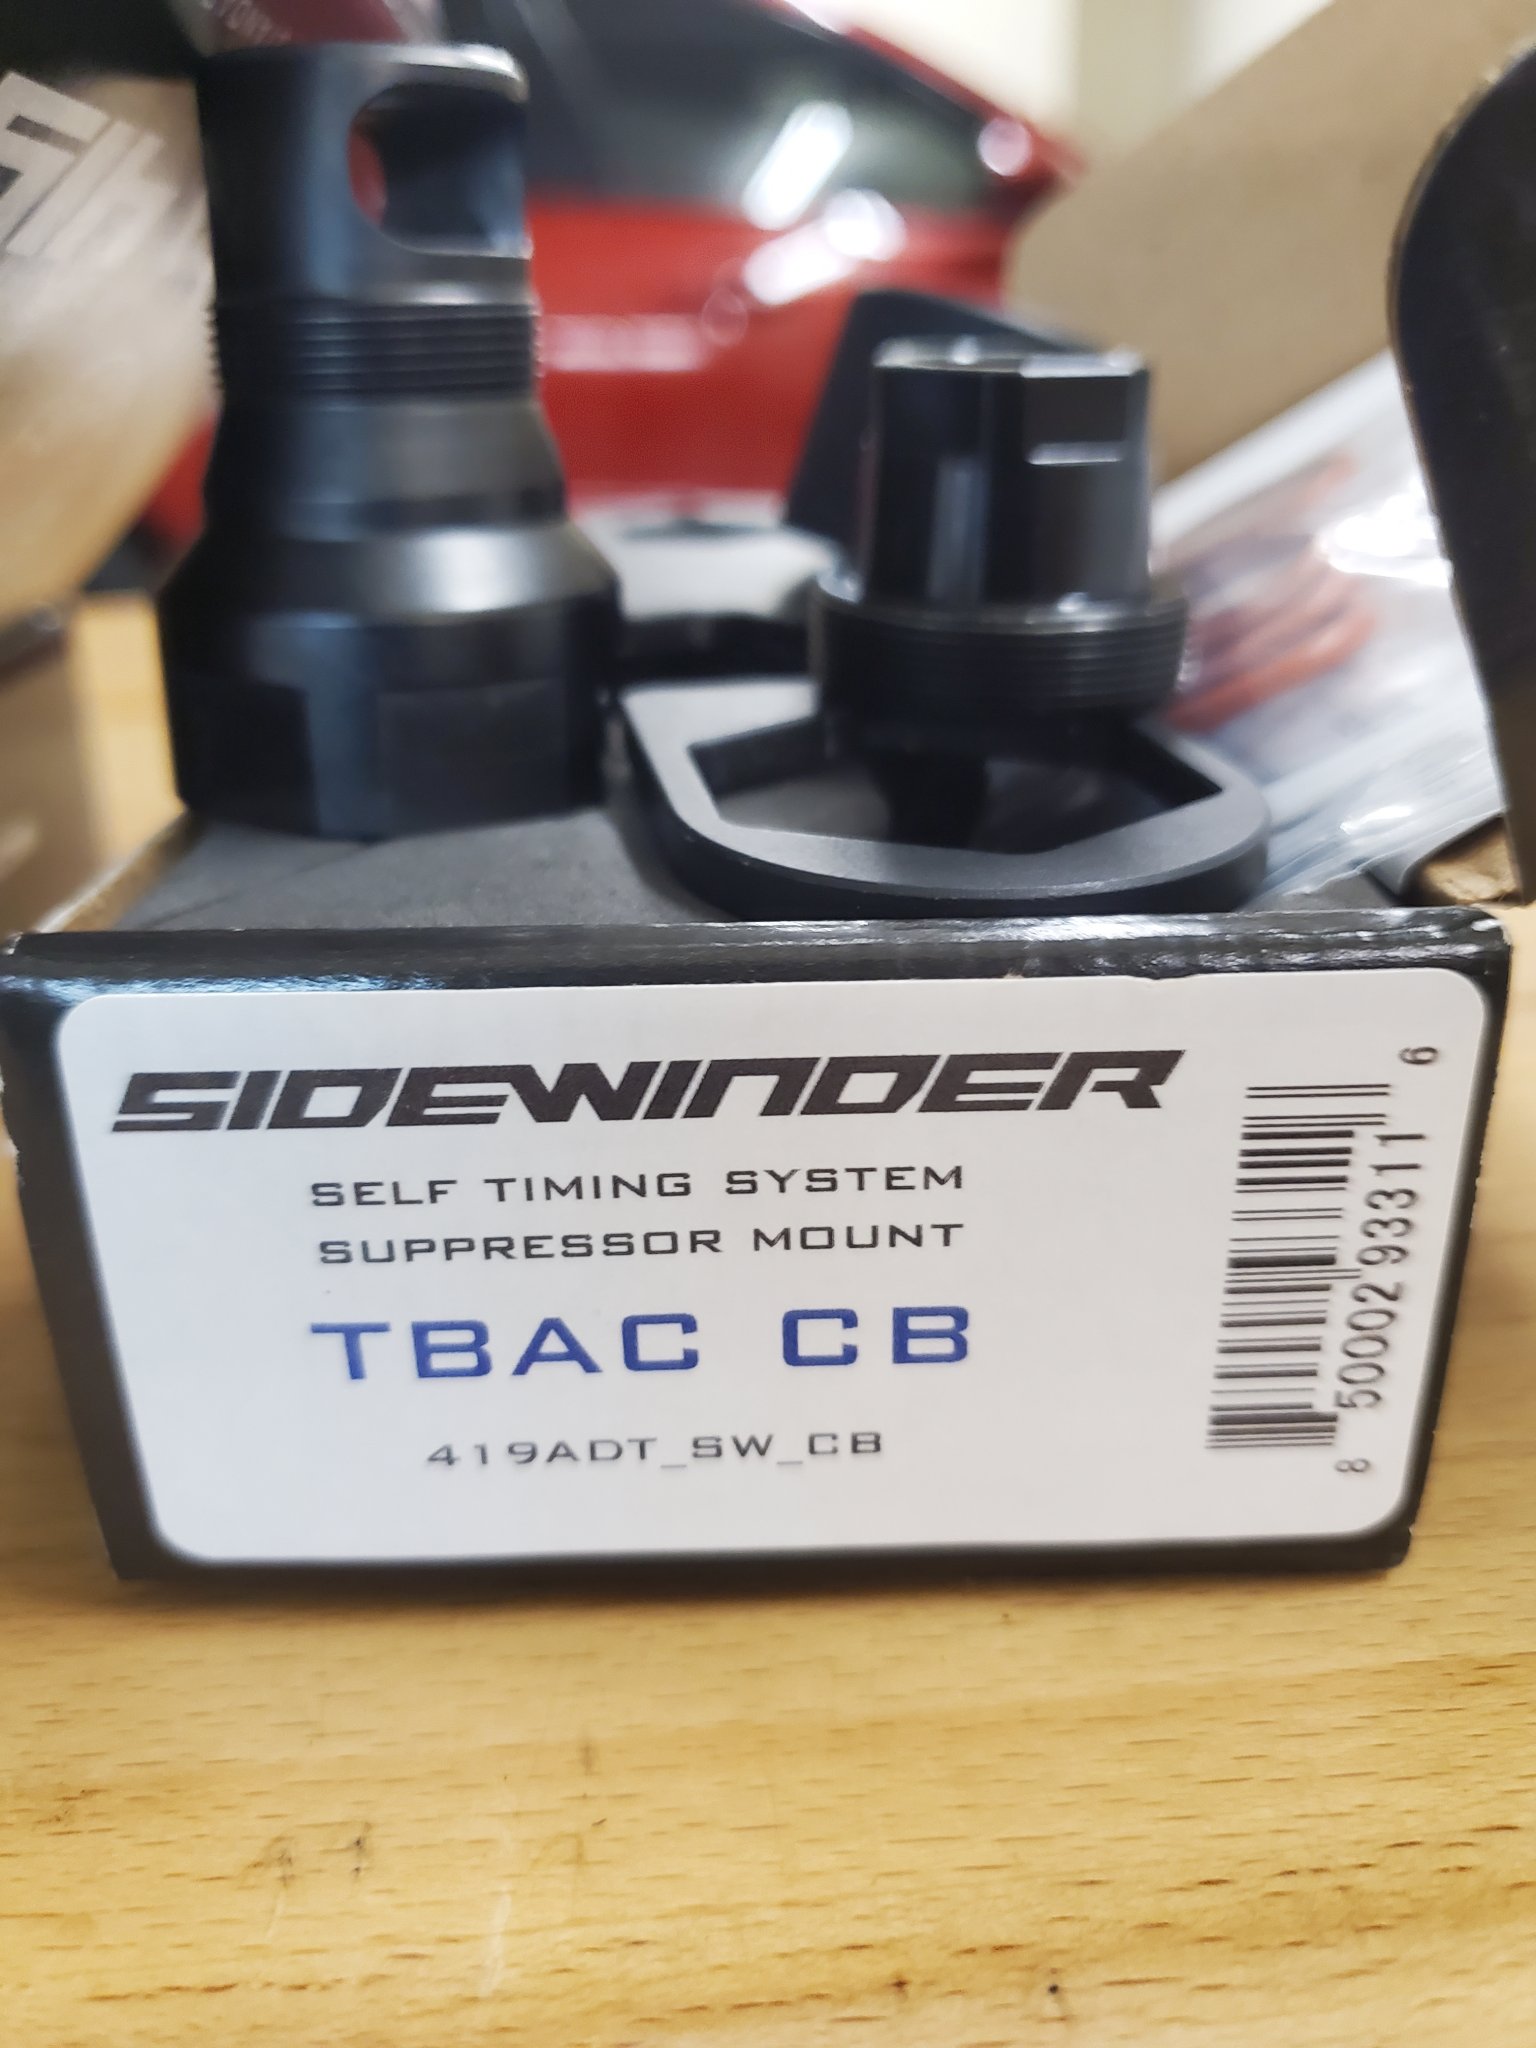 SIDEWINDER
SELF TIMING SYSTEM
SUPPRESSOR MOUNT
TBAC CB
419ADT_SW_CB
8 50002 93311 6